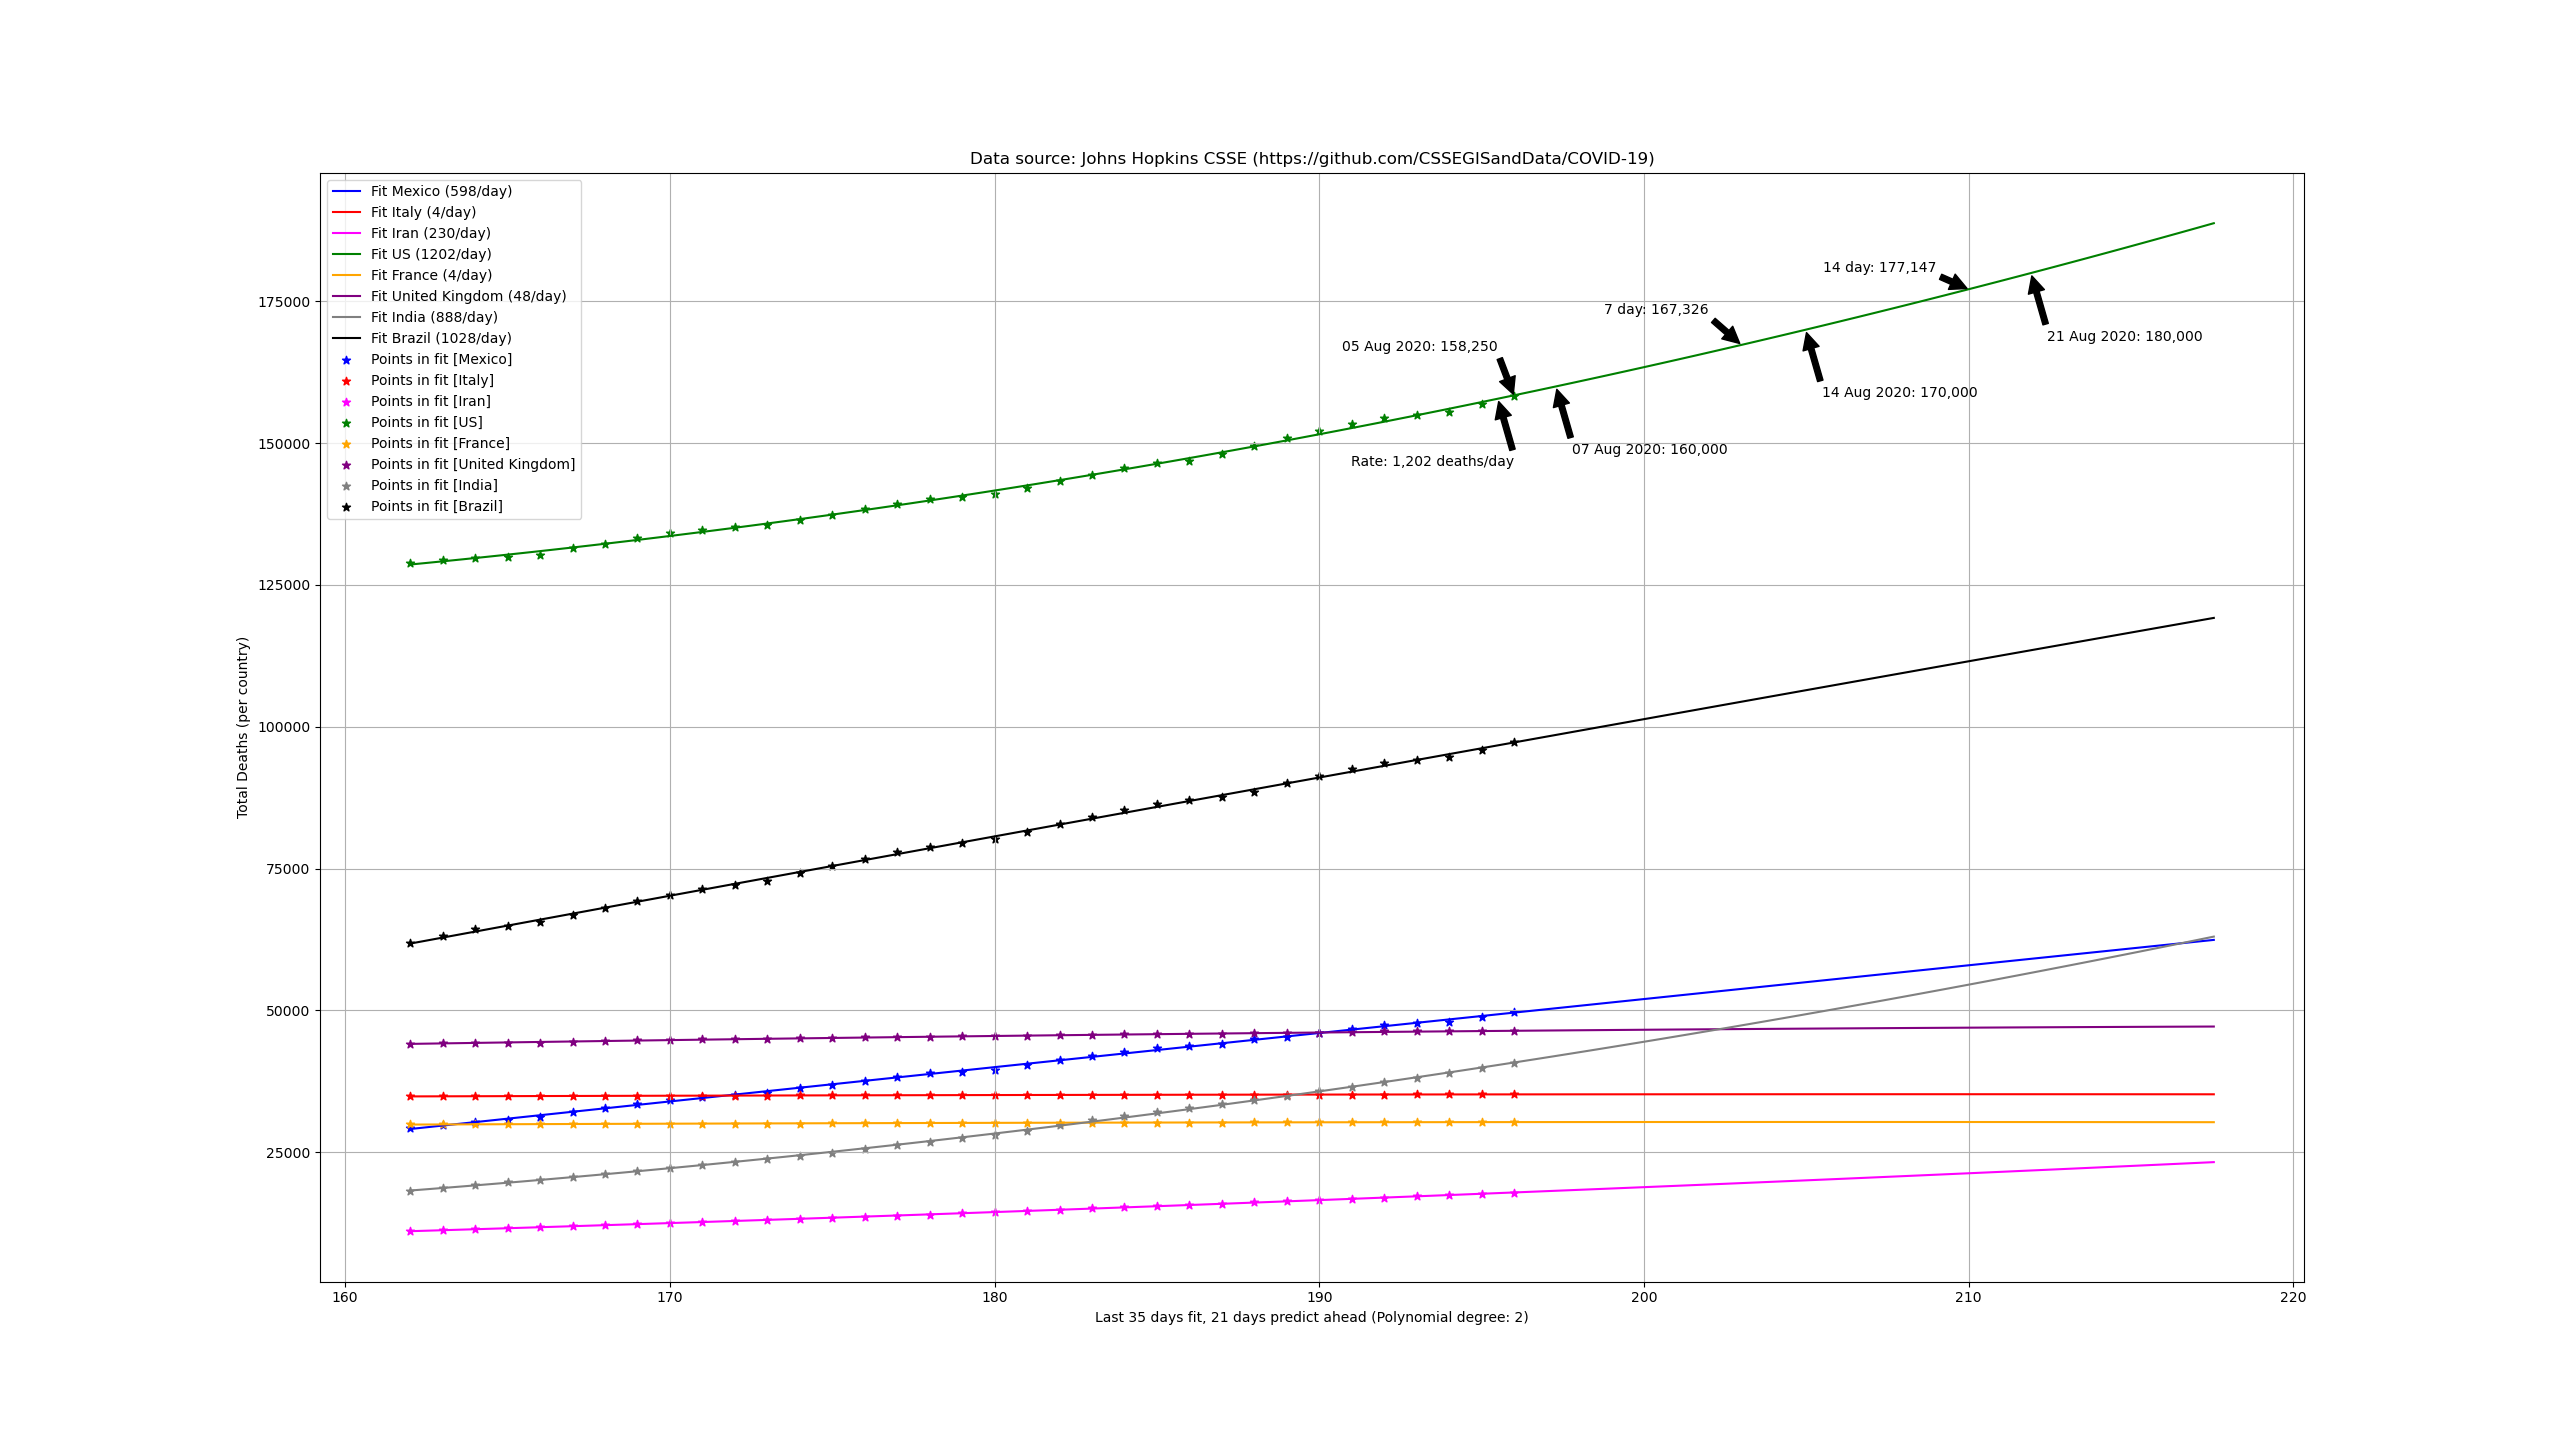 Data source: Johns Hopkins CSSE (https://github.com/CSSEGISandData/COVID-19)
Fit Mexico (598/day)
Fit Italy (4/day)
Fit Iran (230/day)
Fit US (1202/day)
Fit France (4/day)
Fit United Kingdom (48/day)
Fit India (888/day)
Fit Brazil (1028/day)
Points in fit [Mexico]
Points in fit [Italy]
Points in fit [Iran]
Points in fit [US]
Points in fit [France]
Points in fit [United Kingdom]
Points in fit [India]
Points in fit [Brazil]
14 day: 177,147
7 day: 167,326
21 Aug 2020: 180,000
05 Aug 2020: 158,250
14 Aug 2020: 170,000
07 Aug 2020: 160,000
Rate: 1,202 deaths/day
175000
150000
125000
100000
75000
50000
25000
Total Deaths (per country)
160
170
180
190
200
210
220
Last 35 days fit, 21 days predict ahead (Polynomial degree: 2)